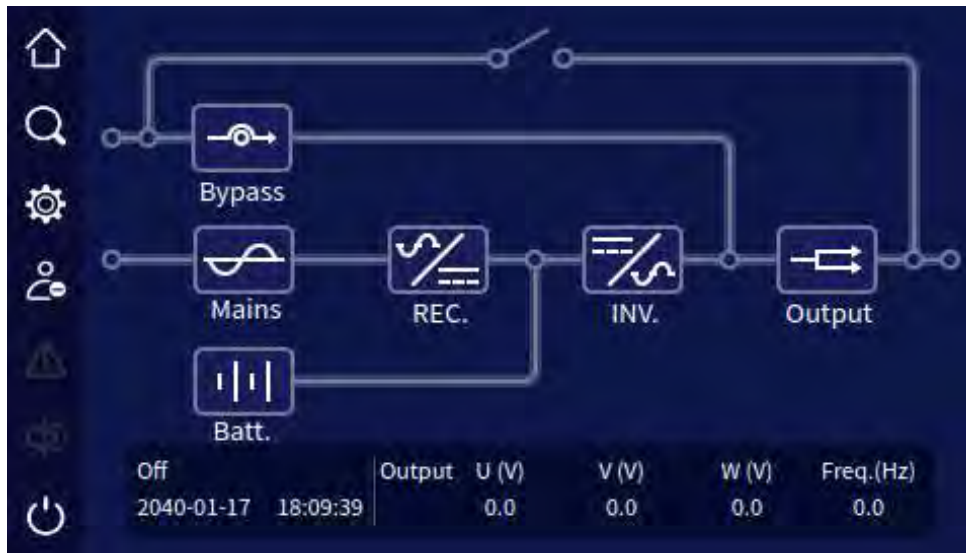 Bypass
Mains
REC.
INV.
Output
Batt.
Off
Output U (V) V (V) W (V) Freq.(Hz)
2040-01-17 18:09:39 0.0 0.0 0.0 0.0